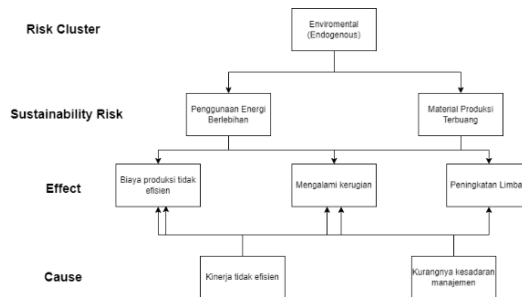 Risk Cluster
Enviromental
(Endogenous)
Sustainability Risk
Penggunaan Energi
Berlebihan
Material Produksi
Terbuang
Effect
Biaya produksi tidak
efisien
Mengalami kerugian
Peningkatan Limba
Cause
Kinerja tidak efisien
Kurangnya kesadaran
manajemen